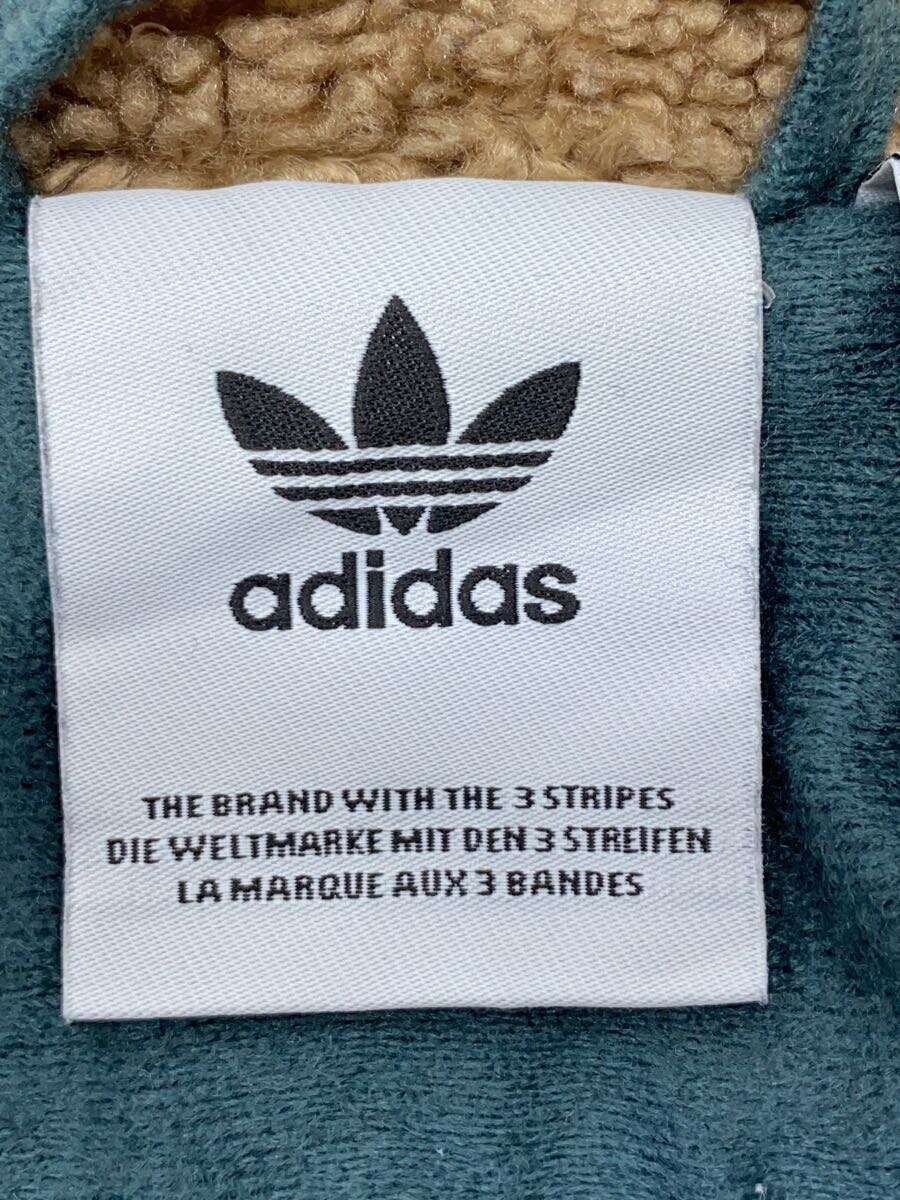 adidas
THE BRAND WITH THE 3 STRIPES
DIE WELTMARKE MIT DEN 3 STREIFEN
LA MARQUE AUX 3 BANDES